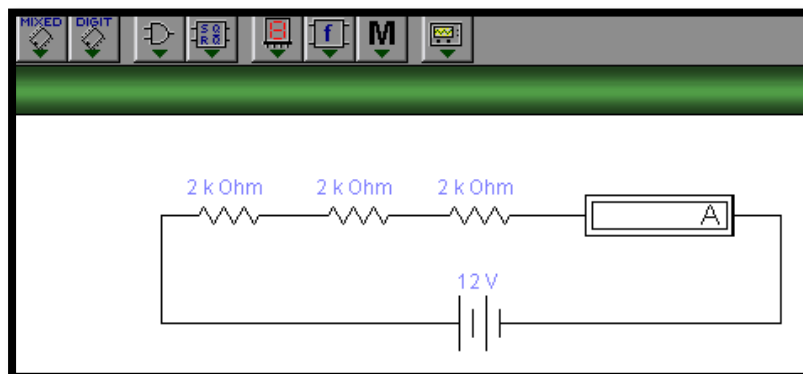 MIXED DIGIT
S Q
R Q
f M
2 k Ohm 2 k Ohm 2 k Ohm
A
12 V